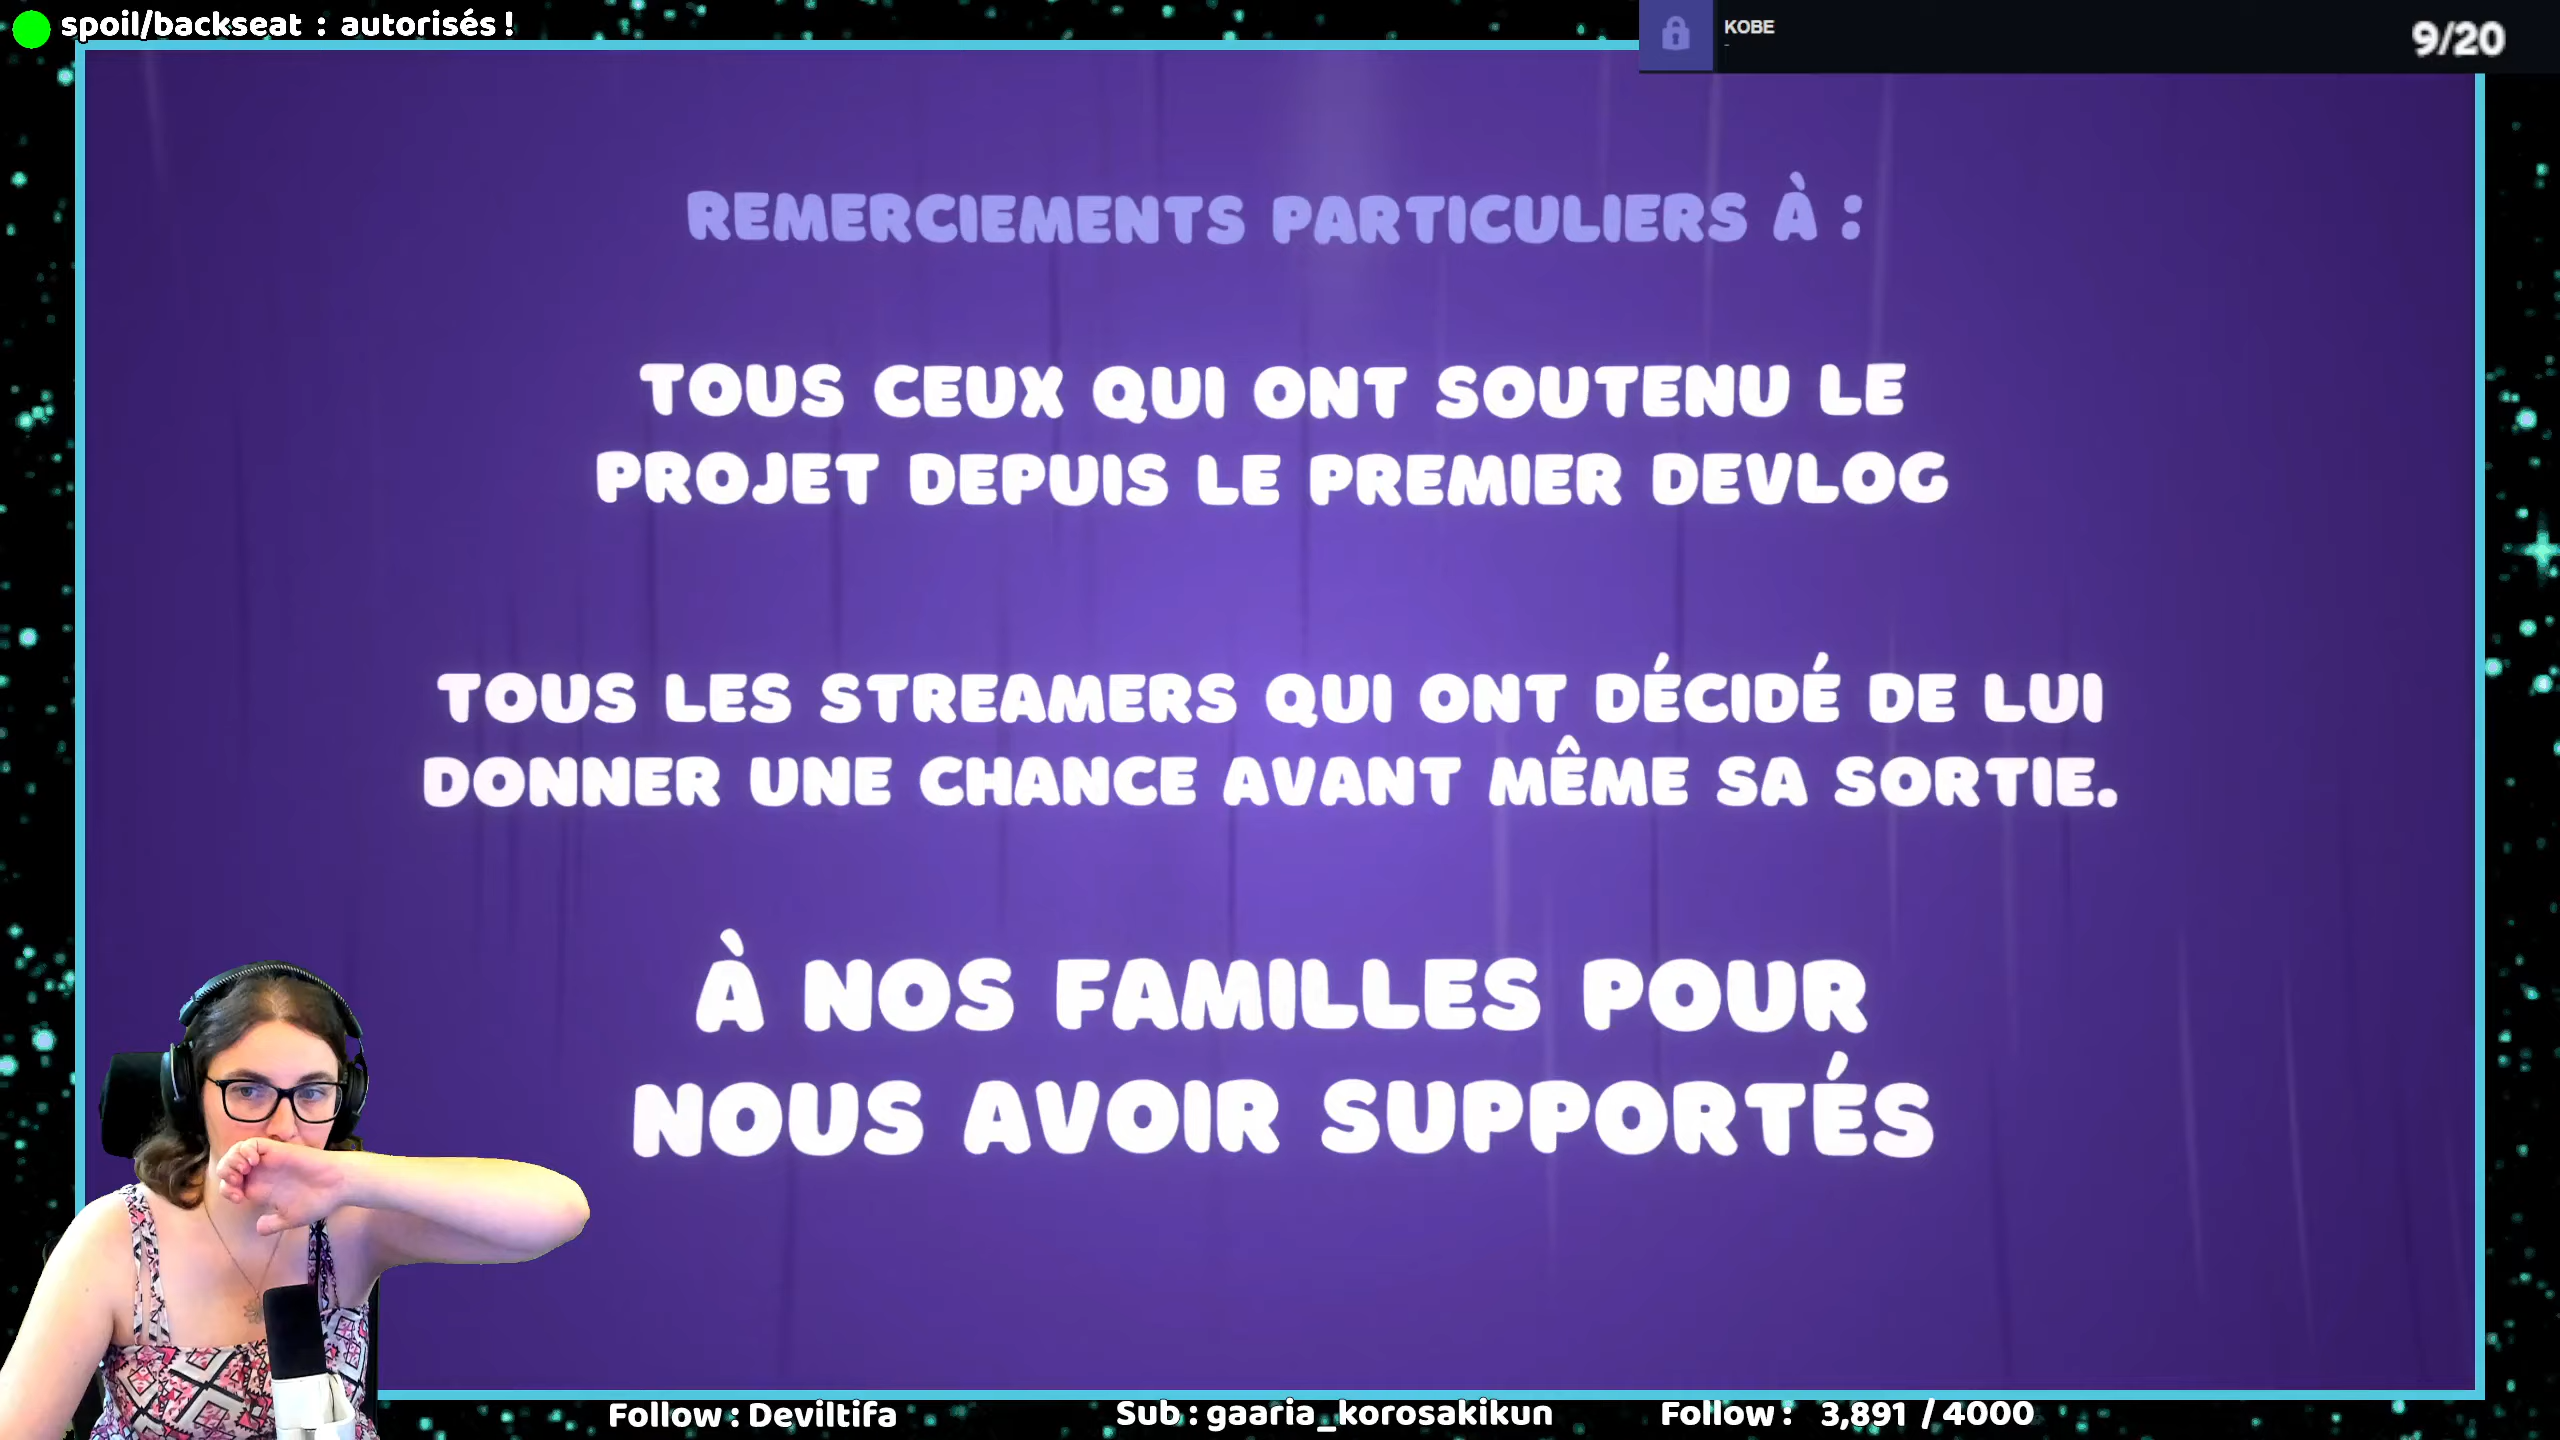 spoil/backseat : autorisés !
KOBE
-
9/20
REMERCIEMENTS PARTICULIERS À :
TOUS CEUX QUI ONT SOUTENU LE
PROJET DEPUIS LE PREMIER DEVLOG
TOUS LES STREAMERS QUI ONT DÉCIDÉ DE LUI
DONNER UNE CHANCE AVANT MÊME SA SORTIE.
À NOS FAMILLES POUR
NOUS AVOIR SUPPORTÉS
Follow : Deviltifa
Sub : gaaria_korosakikun
Follow : 3,891 / 4000